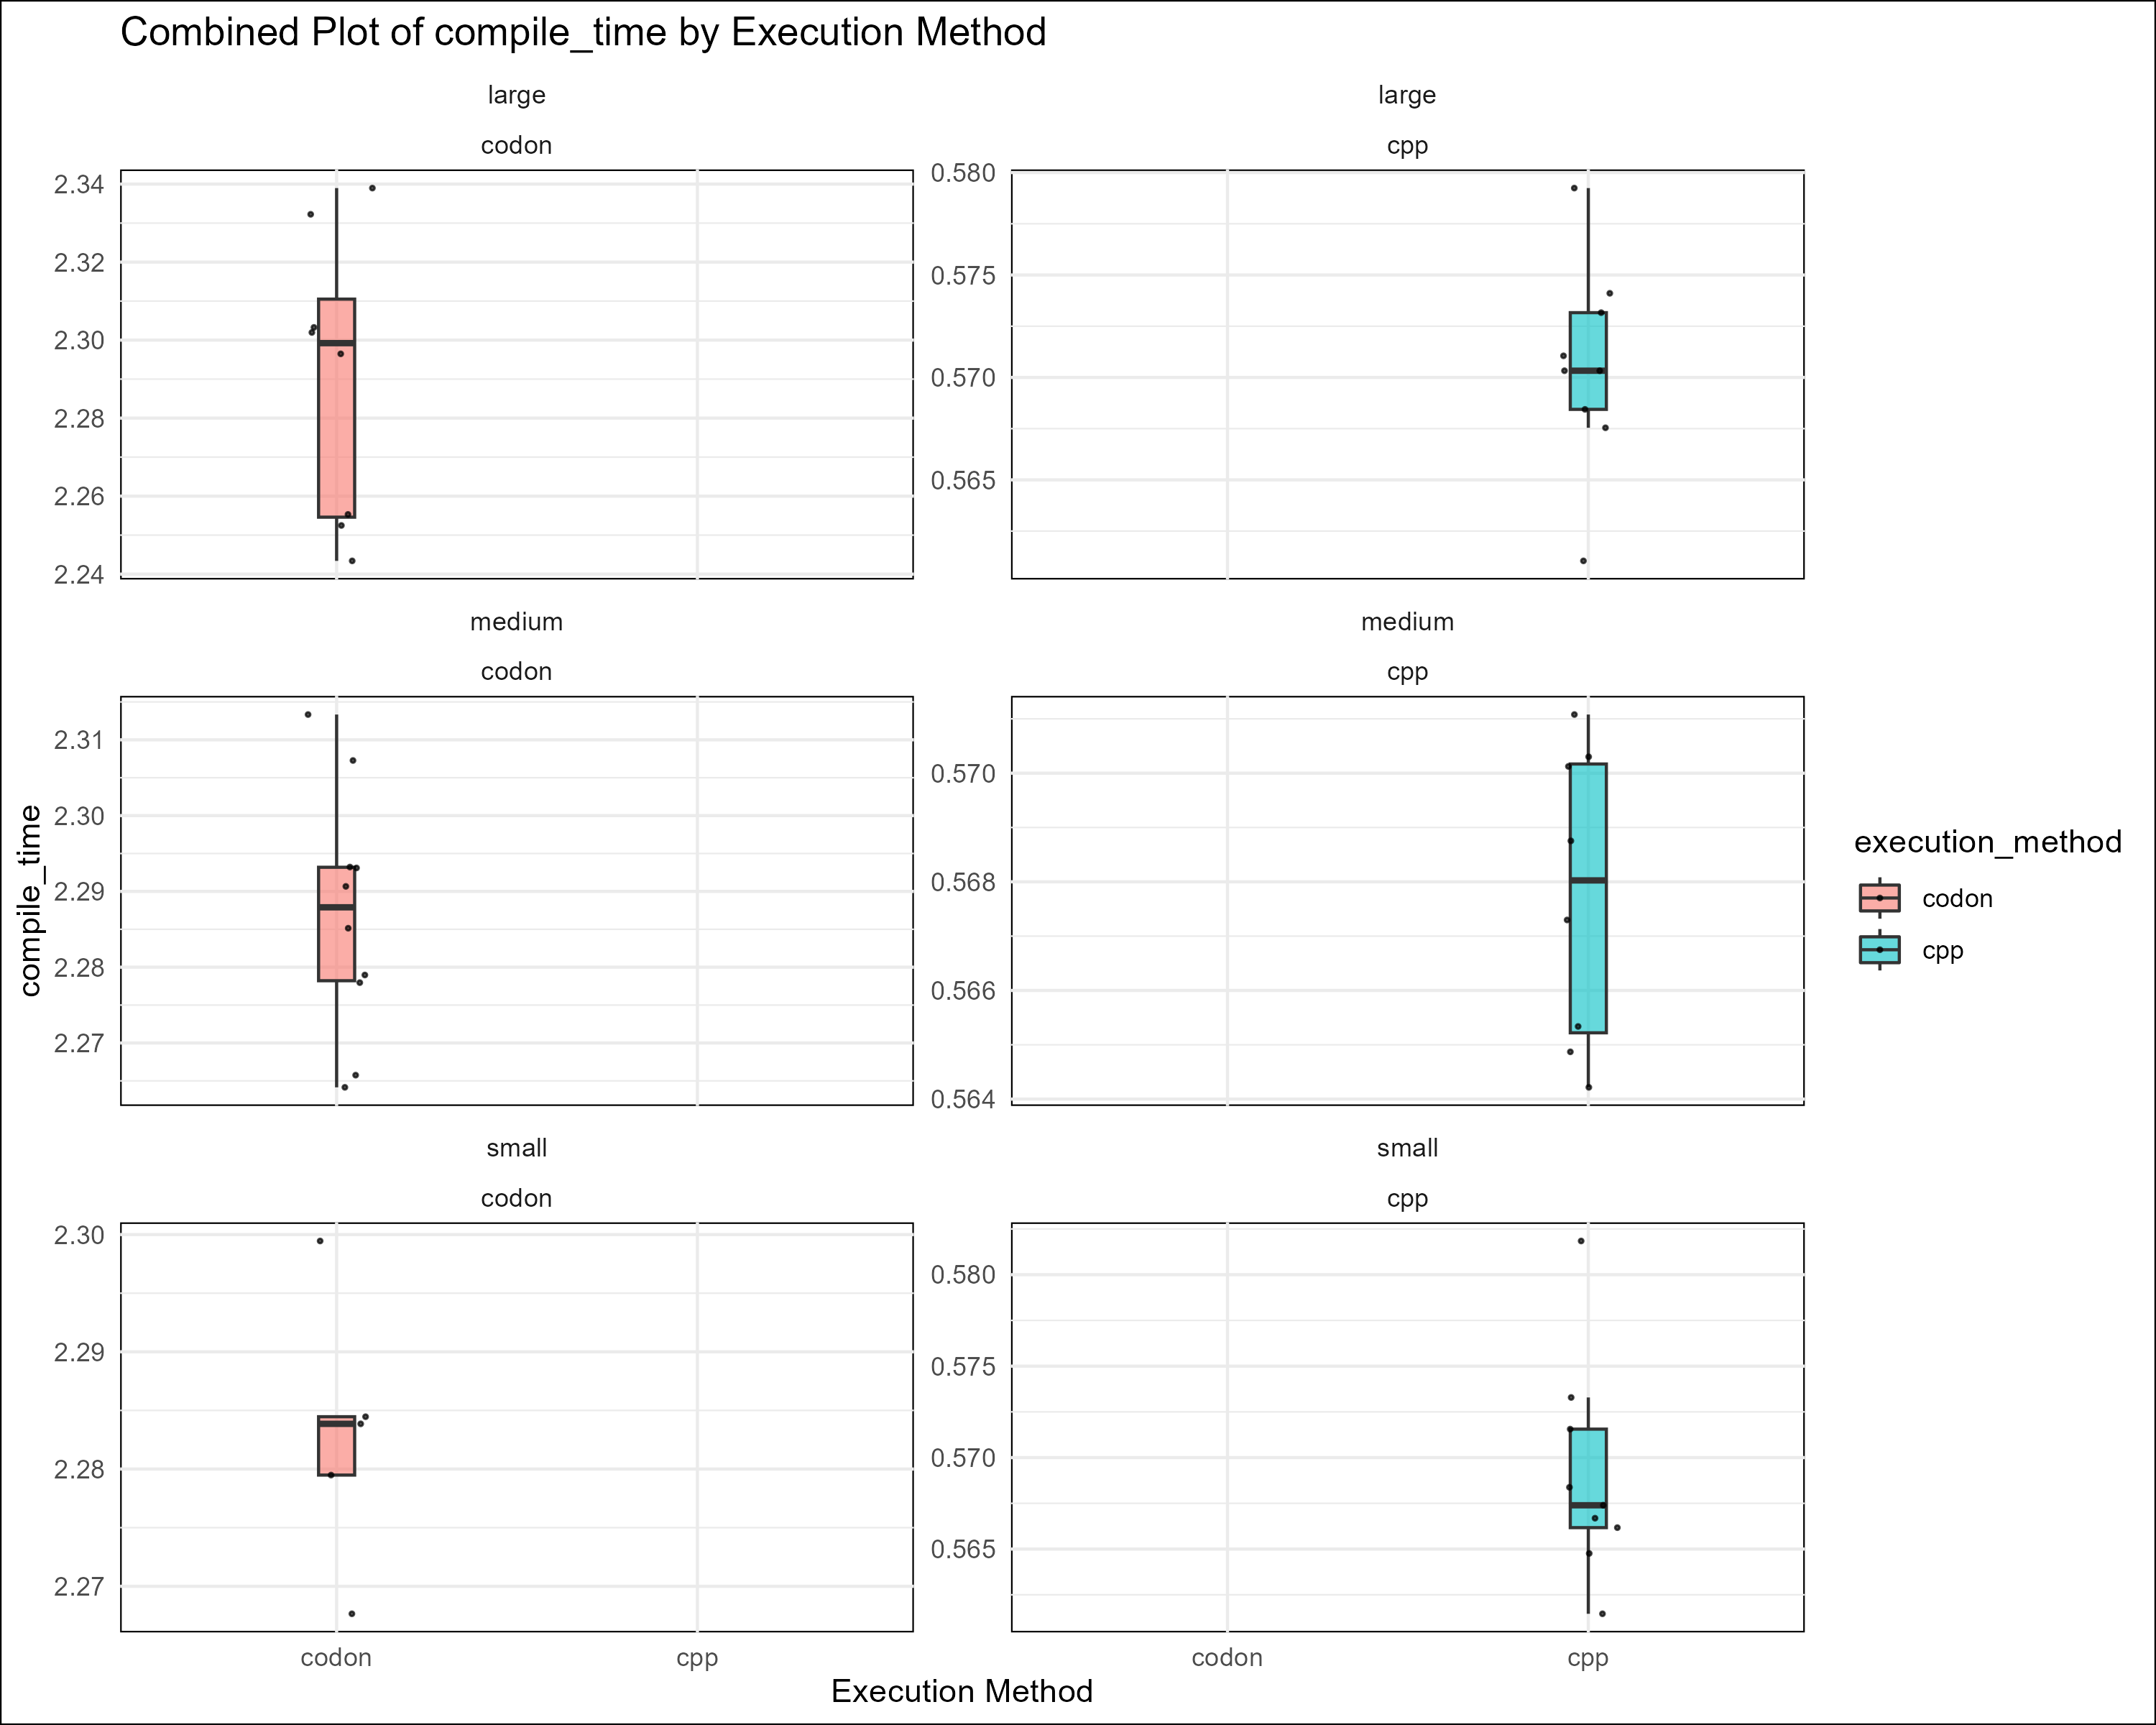 Combined Plot of compile_time by Execution Method
large
codon
2.34
2.32
2.30
2.28
2.26
2.24
large
cpp
0.580
0.575
0.570
0.565
medium
codon
2.31
2.30
2.29
2.28
2.27
medium
cpp
0.570
0.568
0.566
0.564
small
codon
2.30
2.29
2.28
2.27
codon
cpp
small
cpp
0.580
0.575
0.570
0.565
codon
cpp
compile_time
Execution Method
execution_method
codon
cpp